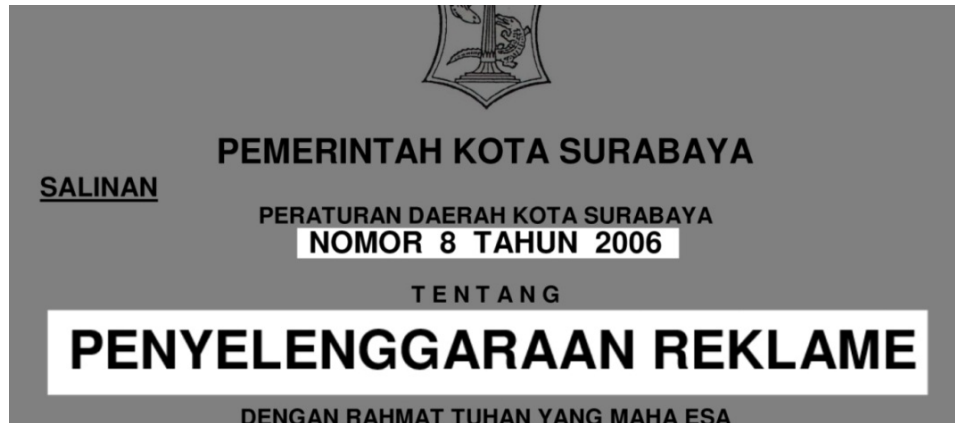 PEMERINTAH KOTA SURABAYA
SALINAN
PERATURAN DAERAH KOTA SURABAYA
NOMOR 8 TAHUN 2006
TENTANG
PENYELENGGARAAN REKLAME
DENGAN RAHMAT TUHAN YANG MAHA ESA